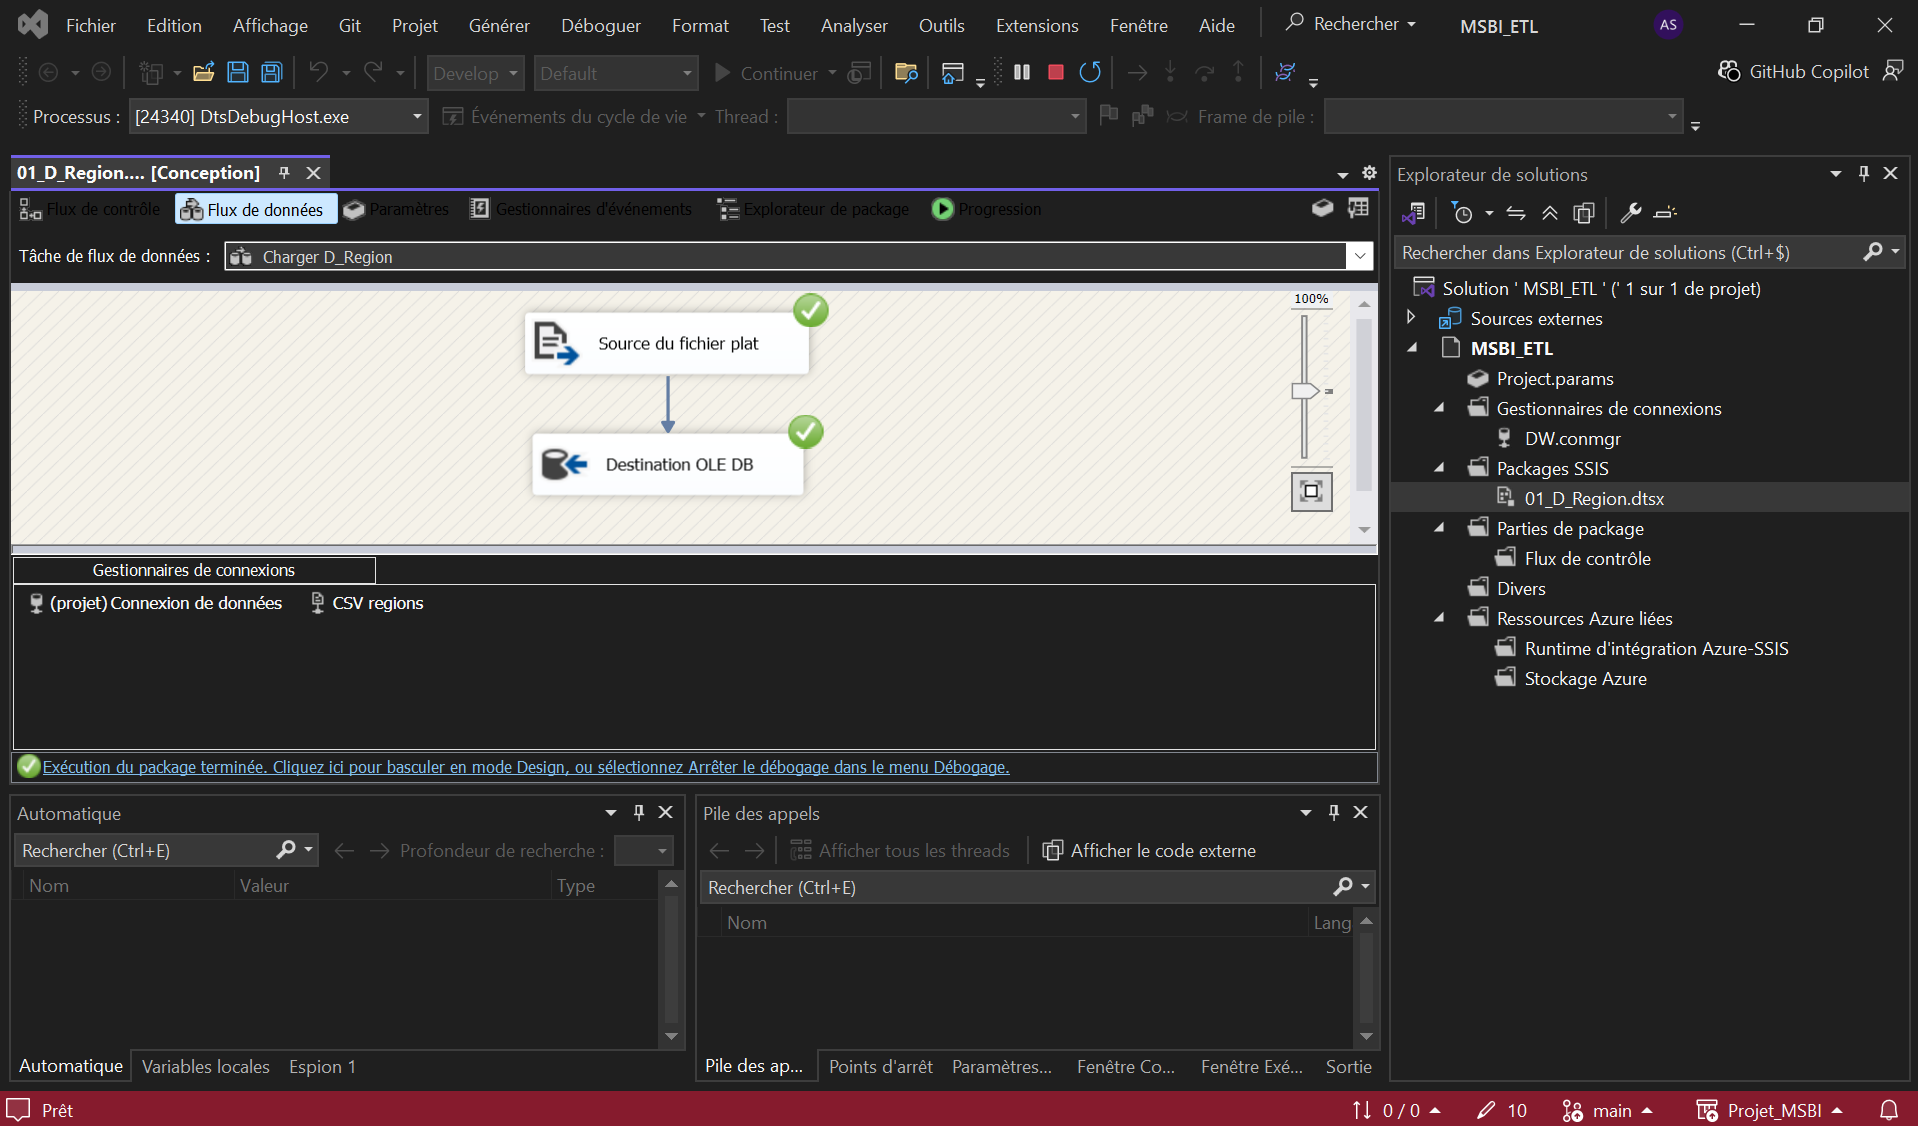 Fichier Edition Affichage Git Projet Générer Déboguer Format Test Analyser Outils Extensions Fenêtre Aide Rechercher MSBI_ETL AS
Develop Default Continuer GitHub Copilot
Processus : [24340] DtsDebugHost.exe Événements du cycle de vie Thread : Frame de pile :
01_D_Region.... [Conception]
Flux de contrôle Flux de données Paramètres Gestionnaires d'événements Explorateur de package Progression
Tâche de flux de données : Charger D_Region
100%
Source du fichier plat
Destination OLE DB
Gestionnaires de connexions
(projet) Connexion de données CSV regions
Exécution du package terminée. Cliquez ici pour basculer en mode Design, ou sélectionnez Arrêter le débogage dans le menu Débogage.
Automatique
Rechercher (Ctrl+E) Profondeur de recherche :
Nom Valeur Type
Automatique Variables locales Espion 1
Pile des appels
Afficher tous les threads Afficher le code externe
Rechercher (Ctrl+E)
Nom Lang
Pile des ap... Points d'arrêt Paramètres... Fenêtre Co... Fenêtre Exé... Sortie
Explorateur de solutions
Rechercher dans Explorateur de solutions (Ctrl+$)
Solution ' MSBI_ETL ' (' 1 sur 1 de projet)
Sources externes
MSBI_ETL
Project.params
Gestionnaires de connexions
DW.conmgr
Packages SSIS
01_D_Region.dtsx
Parties de package
Flux de contrôle
Divers
Ressources Azure liées
Runtime d'intégration Azure-SSIS
Stockage Azure
Prêt 0 / 0 10 main Projet_MSBI